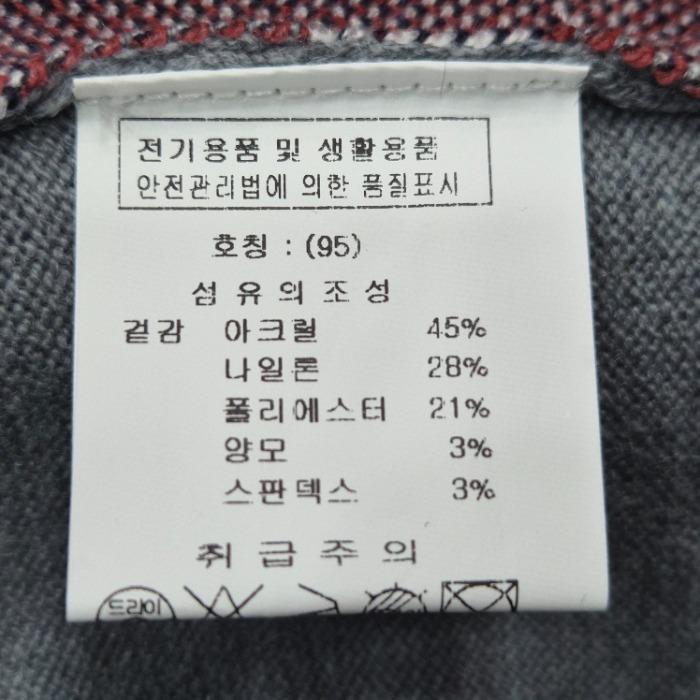 전기용품 및 생활용품
안전관리법에 의한 품질표시
호칭 : (95)
섬유의 조성
겉감 아크릴 45%
나일론 28%
폴리에스터 21%
양모 3%
스판덱스 3%
취급주의
드라이